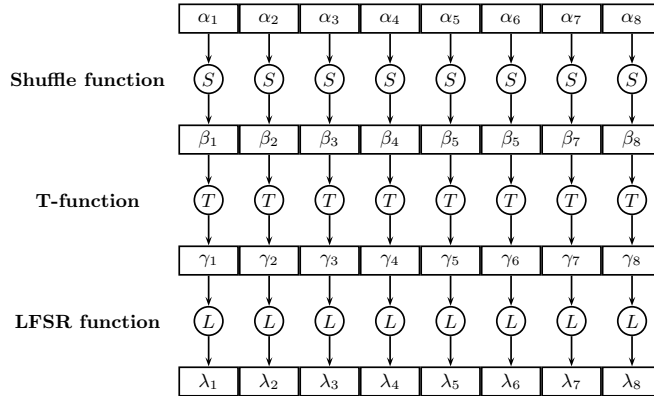 α₁ α₂ α₃ α₄ α₅ α₆ α₇ α₈
Shuffle function S S S S S S S S
β₁ β₂ β₃ β₄ β₅ β₅ β₇ β₈
T-function T T T T T T T T
γ₁ γ₂ γ₃ γ₄ γ₅ γ₆ γ₇ γ₈
LFSR function L L L L L L L L
λ₁ λ₂ λ₃ λ₄ λ₅ λ₆ λ₇ λ₈